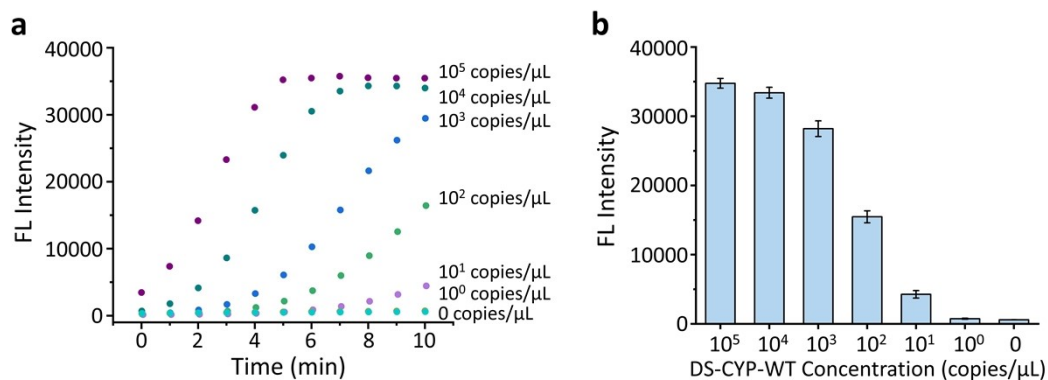 a
40000
30000
20000
10000
0
FL Intensity
0 2 4 6 8 10
Time (min)
10⁵ copies/μL
10⁴ copies/μL
10³ copies/μL
10² copies/μL
10¹ copies/μL
10⁰ copies/μL
0 copies/μL
b
40000
30000
20000
10000
0
FL Intensity
10⁵ 10⁴ 10³ 10² 10¹ 10⁰ 0
DS-CYP-WT Concentration (copies/μL)